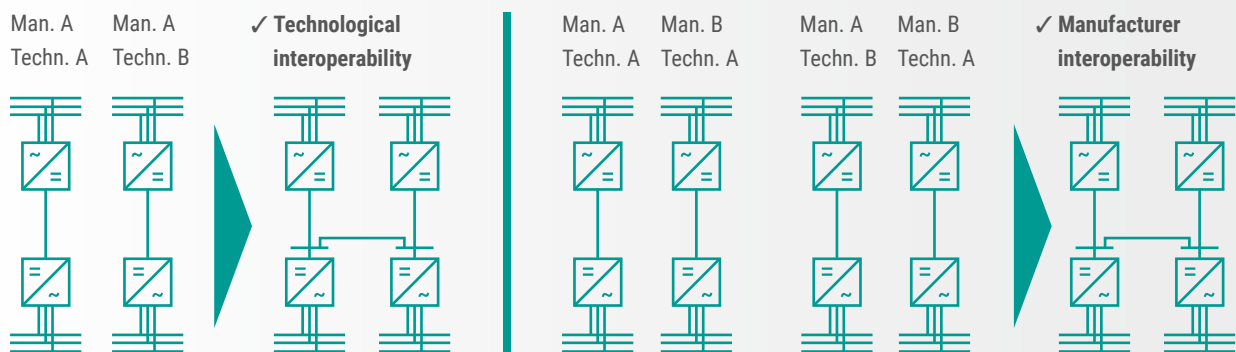 Man. A
Techn. A
Man. A
Techn. B
✓ Technological
interoperability
Man. A
Techn. A
Man. B
Techn. A
Man. A
Techn. B
Man. B
Techn. A
✓ Manufacturer
interoperability
~
=
~
=
~
=
~
=
~
=
~
=
~
=
~
=
~
=
~
=
=
~
=
~
=
~
=
~
=
~
=
~
=
~
=
~
=
~
=
~